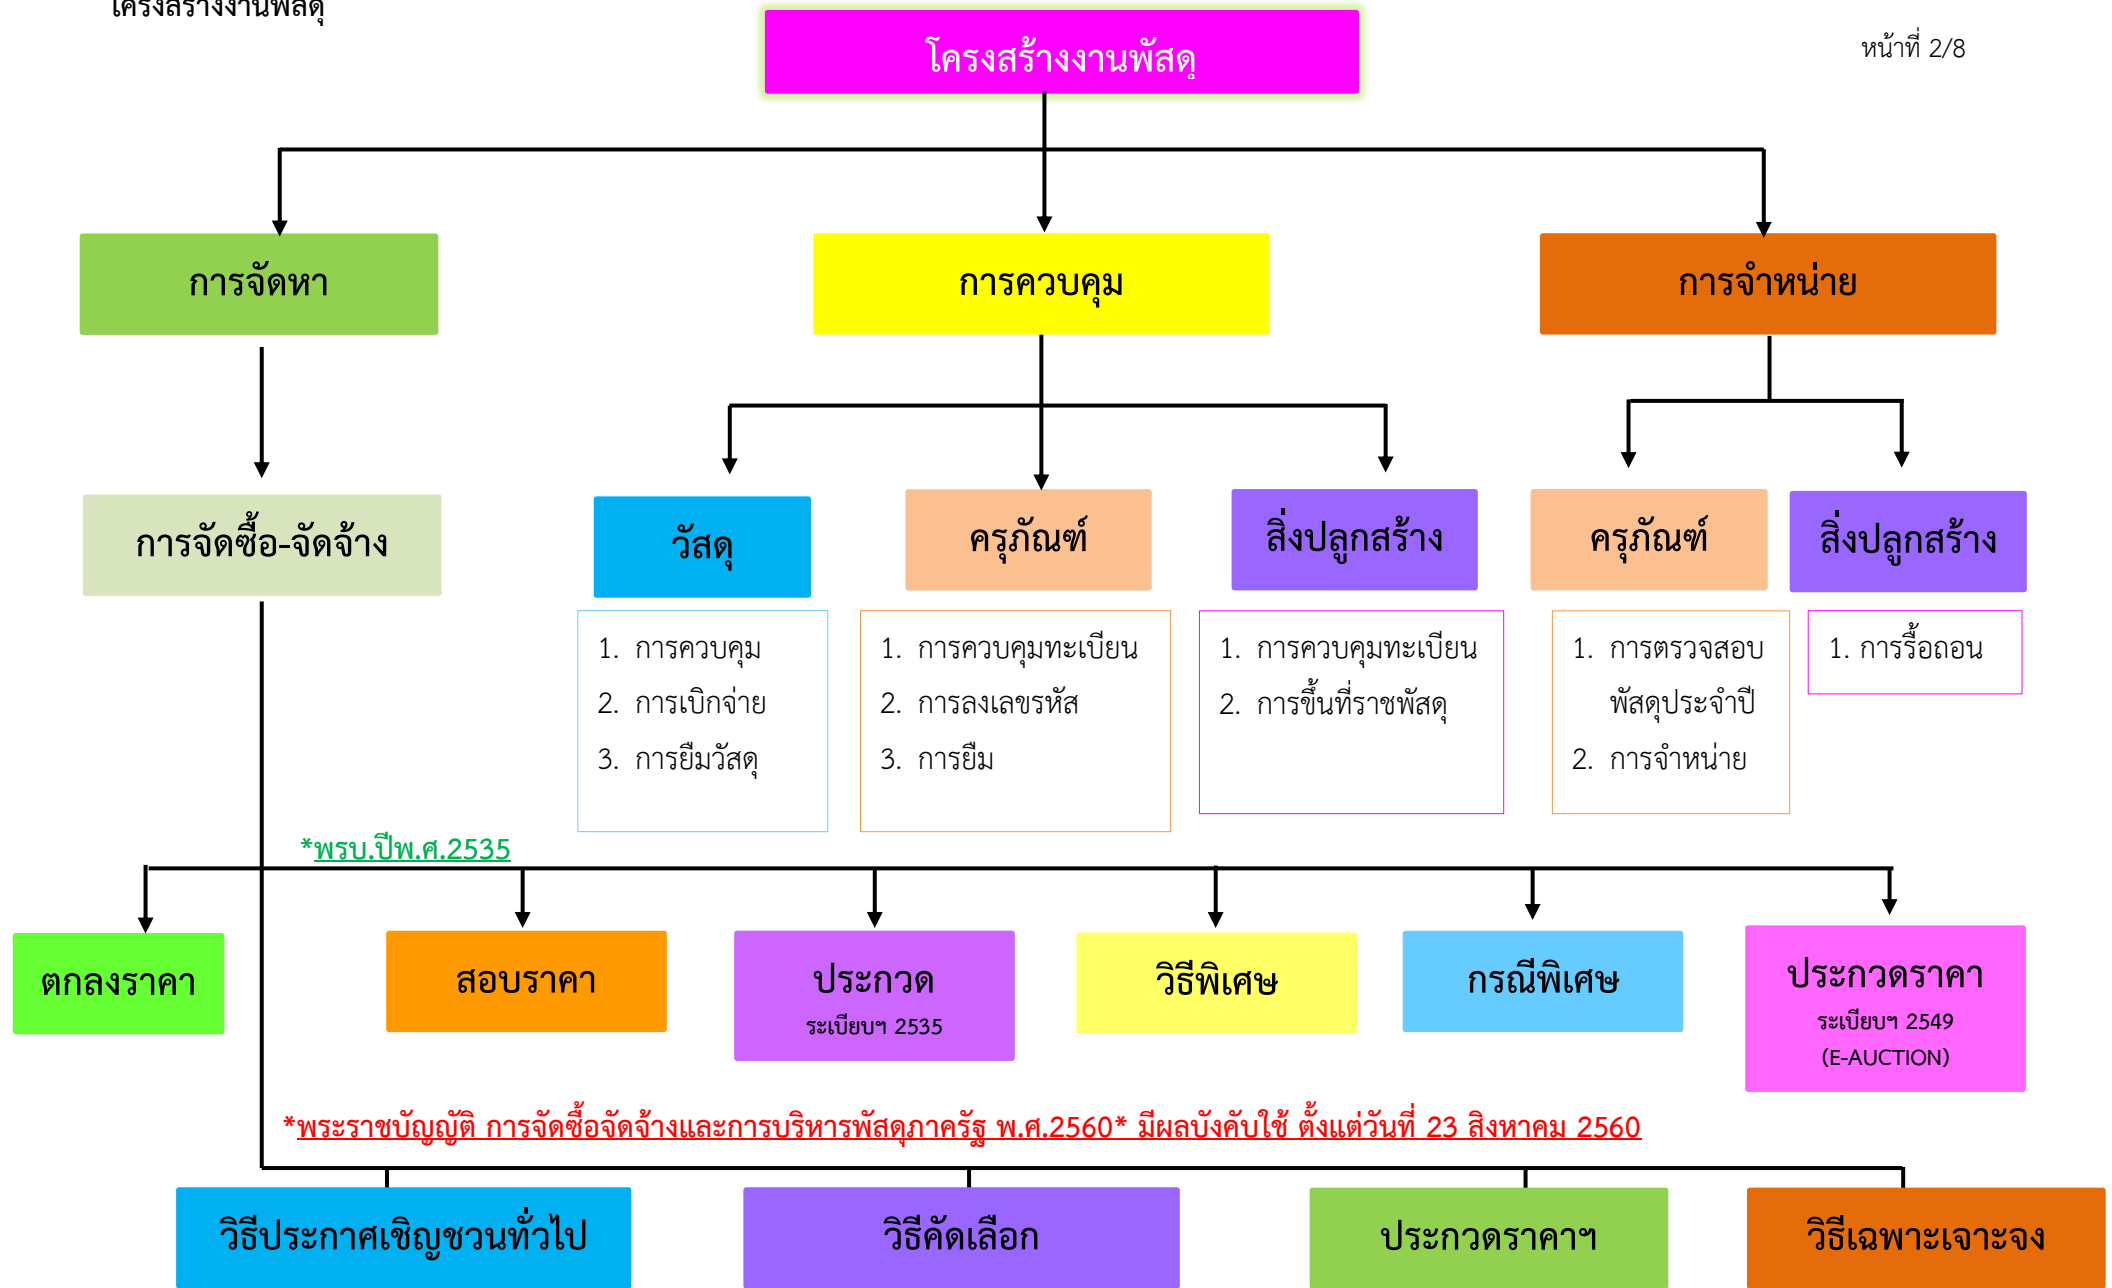 โครงสร้างงานพัสดุ
หน้าที่ 2/8
โครงสร้างงานพัสดุ
การจัดหา
การควบคุม
การจำหน่าย
การจัดซื้อ-จัดจ้าง
วัสดุ
ครุภัณฑ์
สิ่งปลูกสร้าง
ครุภัณฑ์
สิ่งปลูกสร้าง
1. การควบคุม
2. การเบิกจ่าย
3. การยืมวัสดุ
1. การควบคุมทะเบียน
2. การลงเลขรหัส
3. การยืม
1. การควบคุมทะเบียน
2. การขึ้นที่ราชพัสดุ
1. การตรวจสอบ
พัสดุประจำปี
2. การจำหน่าย
1. การรื้อถอน
*พรบ.ปีพ.ศ.2535
ตกลงราคา
สอบราคา
ประกวด
ระเบียบฯ 2535
วิธีพิเศษ
กรณีพิเศษ
ประกวดราคา
ระเบียบฯ 2549
(E-AUCTION)
*พระราชบัญญัติ การจัดซื้อจัดจ้างและการบริหารพัสดุภาครัฐ พ.ศ.2560* มีผลบังคับใช้ ตั้งแต่วันที่ 23 สิงหาคม 2560
วิธีประกาศเชิญชวนทั่วไป
วิธีคัดเลือก
ประกวดราคาฯ
วิธีเฉพาะเจาะจง